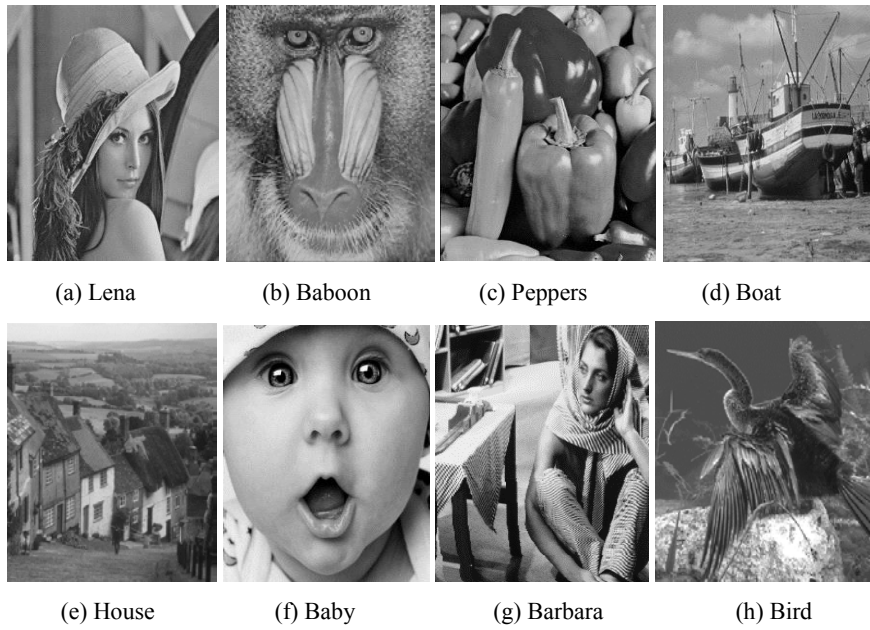 (a) Lena
(b) Baboon
(c) Peppers
(d) Boat
(e) House
(f) Baby
(g) Barbara
(h) Bird